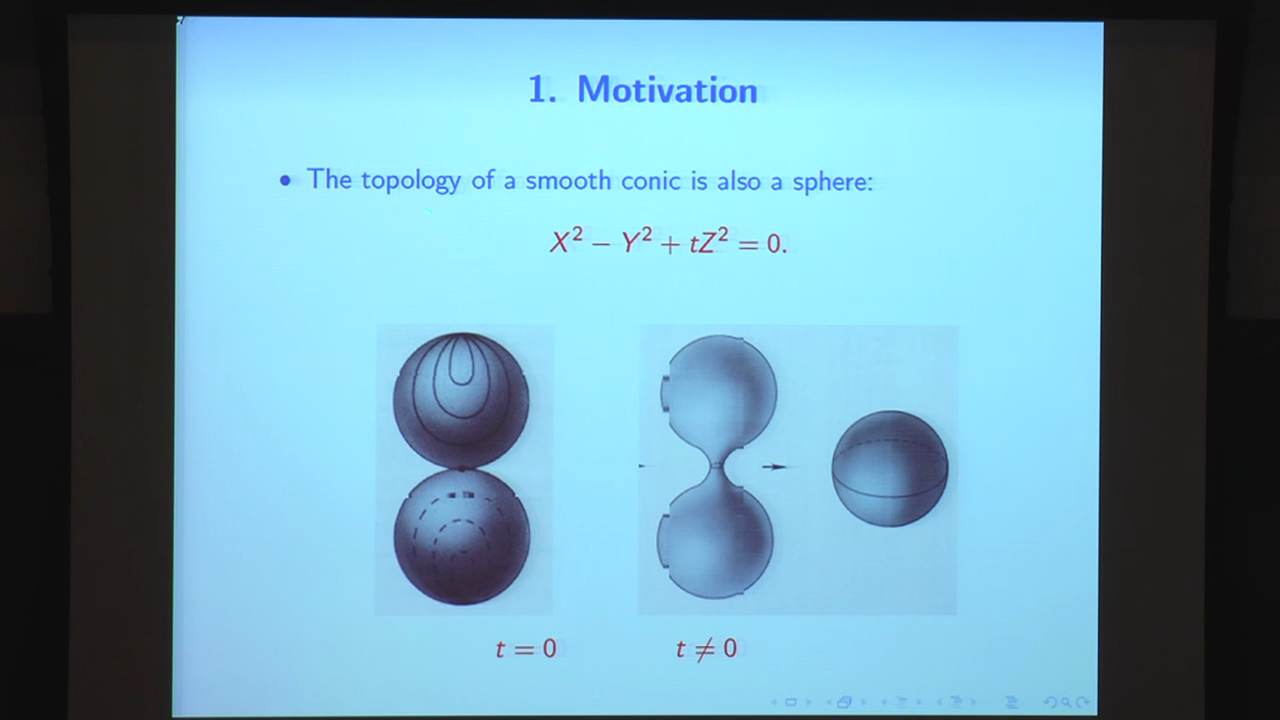 1. Motivation
• The topology of a smooth conic is also a sphere:
X² − Y² + tZ² = 0.
t = 0
t ≠ 0